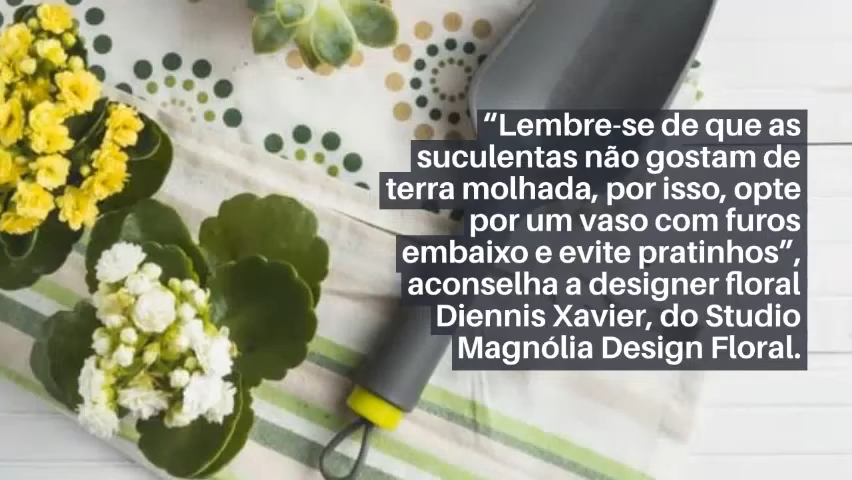 “Lembre-se de que as
suculentas não gostam de
terra molhada, por isso, opte
por um vaso com furos
embaixo e evite pratinhos”,
aconselha a designer floral
Diennis Xavier, do Studio
Magnólia Design Floral.